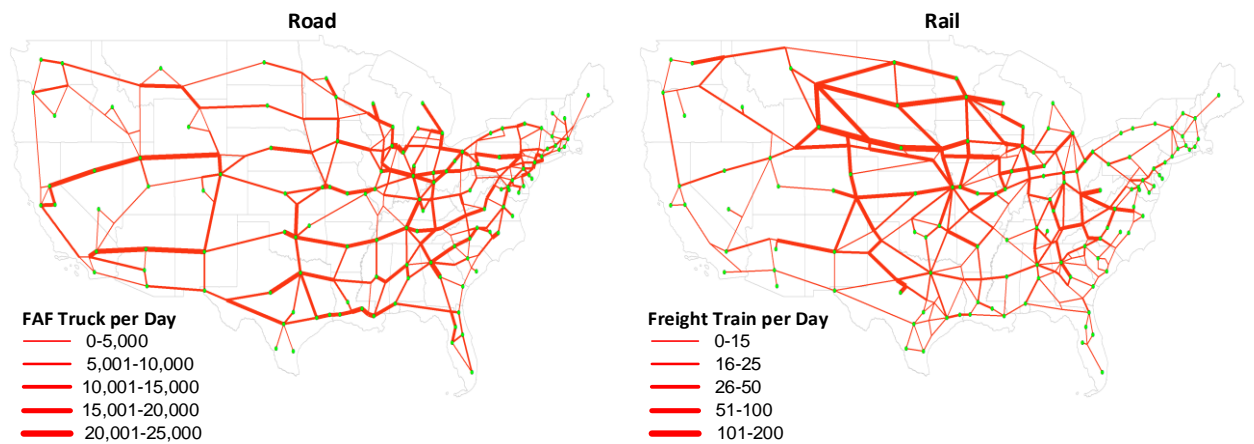 Road
Rail
FAF Truck per Day
0-5,000
5,001-10,000
10,001-15,000
15,001-20,000
20,001-25,000
Freight Train per Day
0-15
16-25
26-50
51-100
101-200